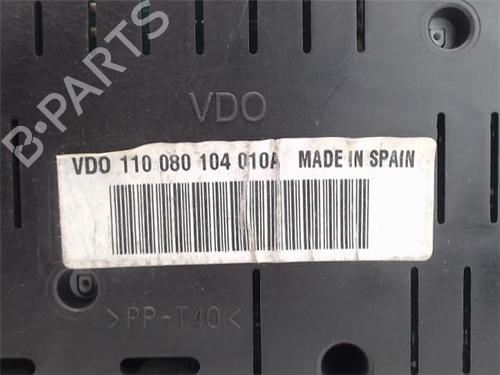 B-PARTS
VDO
VDO 110 080 104 010A MADE IN SPAIN
>PP-T40<